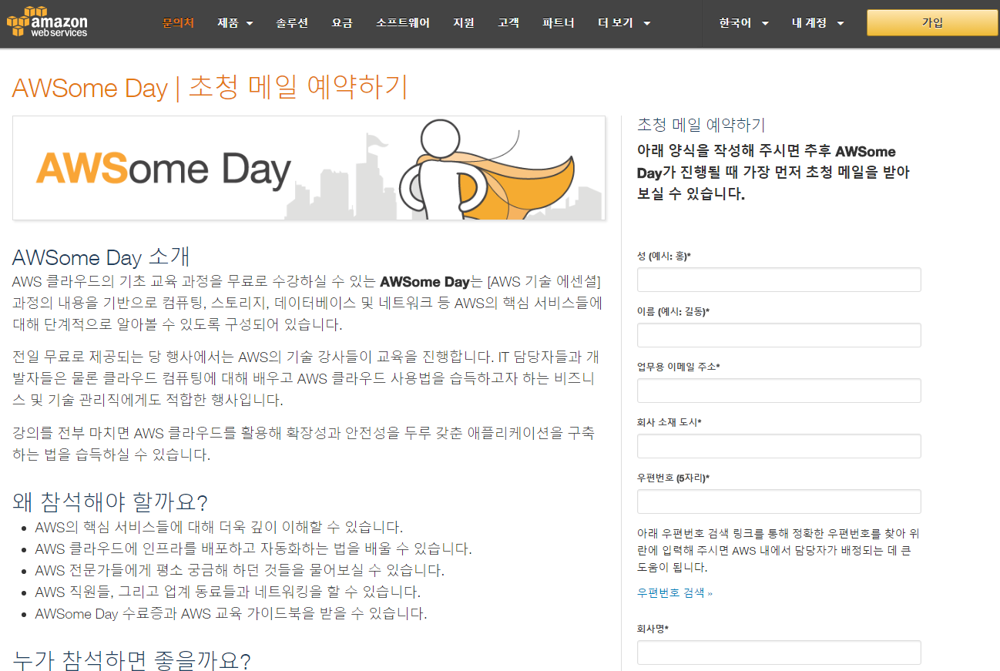 amazon
web services
문의처 제품 솔루션 요금 소프트웨어 지원 고객 파트너 더 보기 한국어 내 계정 가입
AWSome Day | 초청 메일 예약하기
AWSome Day
AWSome Day 소개
AWS 클라우드의 기초 교육 과정을 무료로 수강하실 수 있는 AWSome Day는 [AWS 기술 에센셜]
과정의 내용을 기반으로 컴퓨팅, 스토리지, 데이터베이스 및 네트워크 등 AWS의 핵심 서비스들에
대해 단계적으로 알아볼 수 있도록 구성되어 있습니다.
전일 무료로 제공되는 당 행사에서는 AWS의 기술 강사들이 교육을 진행합니다. IT 담당자들과 개
발자들은 물론 클라우드 컴퓨팅에 대해 배우고 AWS 클라우드 사용법을 습득하고자 하는 비즈니
스 및 기술 관리직에게도 적합한 행사입니다.
강의를 전부 마치면 AWS 클라우드를 활용해 확장성과 안전성을 두루 갖춘 애플리케이션을 구축
하는 법을 습득하실 수 있습니다.
왜 참석해야 할까요?
• AWS의 핵심 서비스들에 대해 더욱 깊이 이해할 수 있습니다.
• AWS 클라우드에 인프라를 배포하고 자동화하는 법을 배울 수 있습니다.
• AWS 전문가들에게 평소 궁금해 하던 것들을 물어보실 수 있습니다.
• AWS 직원들, 그리고 업계 동료들과 네트워킹을 할 수 있습니다.
• AWSome Day 수료증과 AWS 교육 가이드북을 받을 수 있습니다.
누가 참석하면 좋을까요?
초청 메일 예약하기
아래 양식을 작성해 주시면 추후 AWSome
Day가 진행될 때 가장 먼저 초청 메일을 받아
보실 수 있습니다.
성 (예시: 홍)*
이름 (예시: 길동)*
업무용 이메일 주소*
회사 소재 도시*
우편번호 (5자리)*
아래 우편번호 검색 링크를 통해 정확한 우편번호를 찾아 위
란에 입력해 주시면 AWS 내에서 담당자가 배정되는 데 큰
도움이 됩니다.
우편번호 검색 »
회사명*